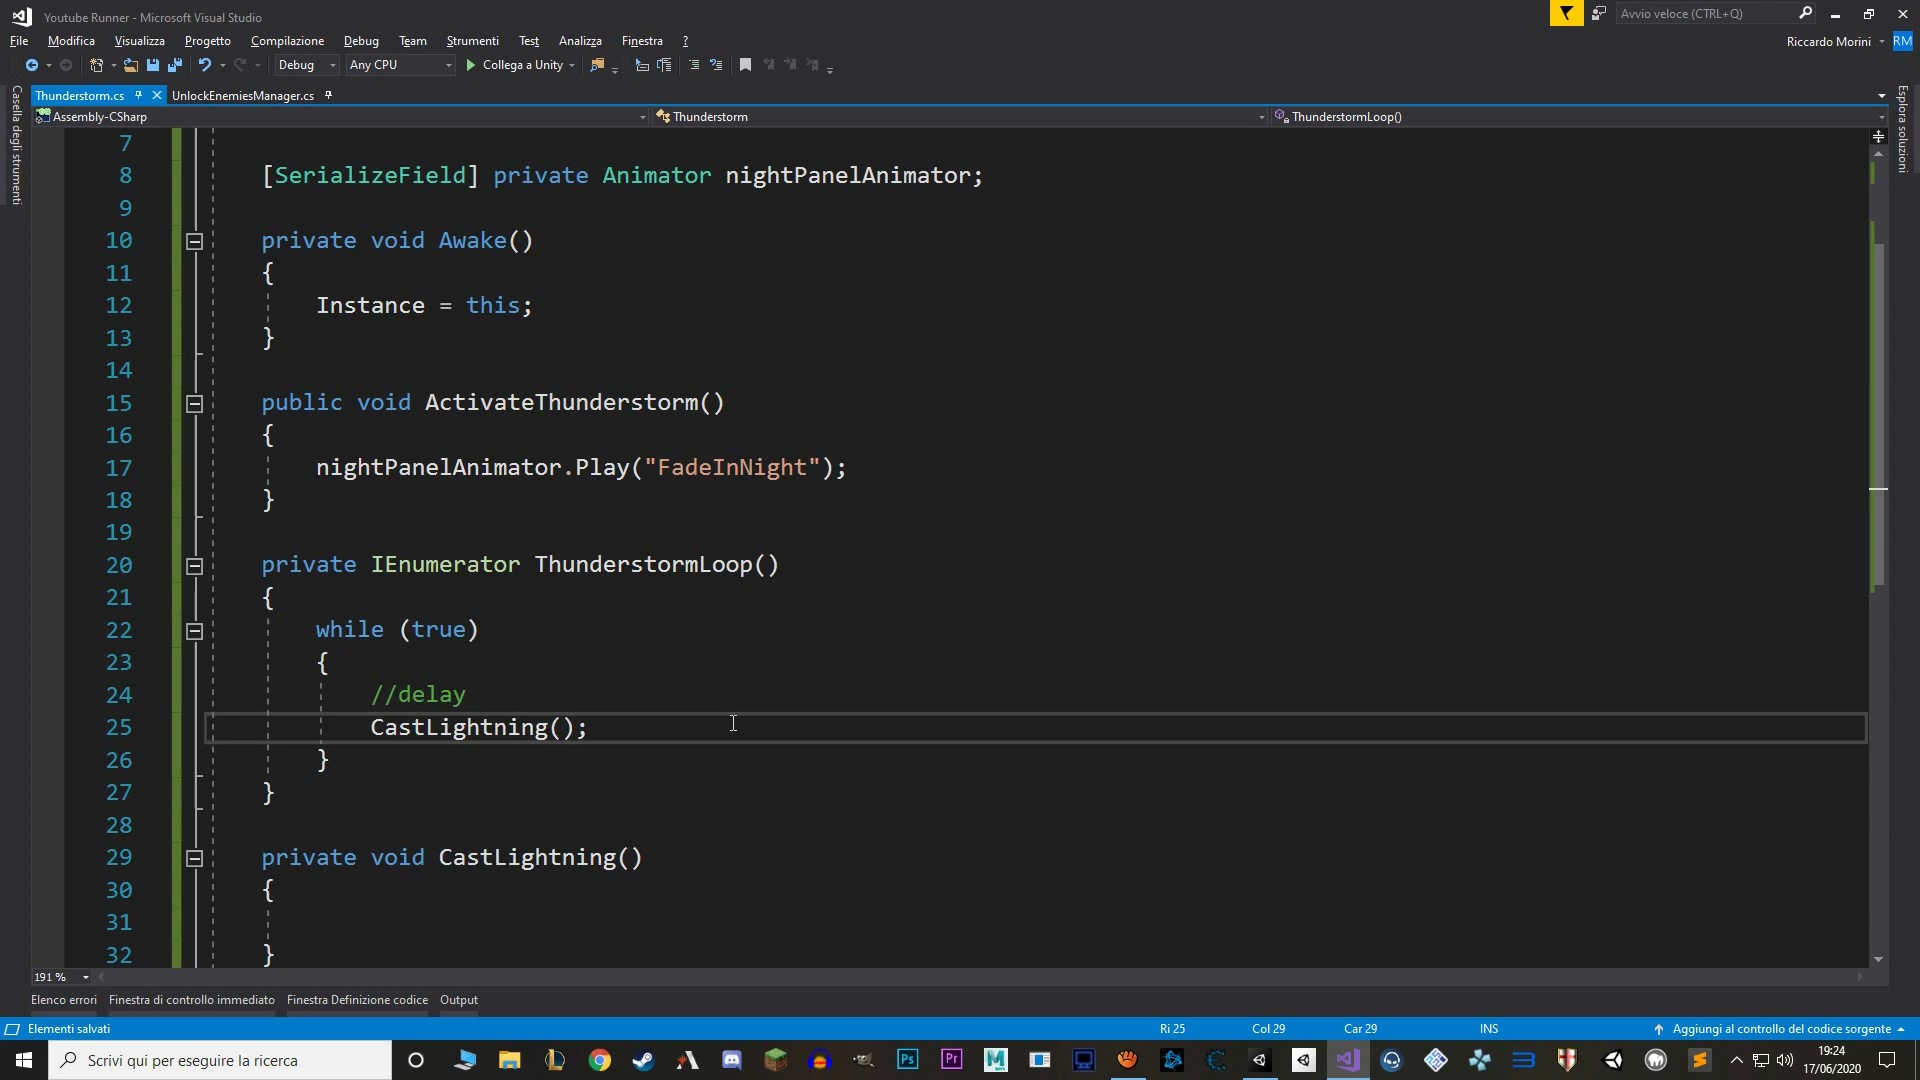 Youtube Runner - Microsoft Visual Studio
Avvio veloce (CTRL+Q)
File Modifica Visualizza Progetto Compilazione Debug Team Strumenti Test Analizza Finestra ?
Riccardo Morini RM
Debug Any CPU Collega a Unity
Casella degli strumenti
Esplora soluzioni
Thunderstorm.cs UnlockEnemiesManager.cs
Assembly-CSharp Thunderstorm ThunderstormLoop()
7
8 [SerializeField] private Animator nightPanelAnimator;
9
10 private void Awake()
11 {
12 Instance = this;
13 }
14
15 public void ActivateThunderstorm()
16 {
17 nightPanelAnimator.Play("FadeInNight");
18 }
19
20 private IEnumerator ThunderstormLoop()
21 {
22 while (true)
23 {
24 //delay
25 CastLightning();
26 }
27 }
28
29 private void CastLightning()
30 {
31
32 }
191 %
Elenco errori Finestra di controllo immediato Finestra Definizione codice Output
Elementi salvati Ri 25 Col 29 Car 29 INS Aggiungi al controllo del codice sorgente
Scrivi qui per eseguire la ricerca
Ps Pr M
19:24
17/06/2020